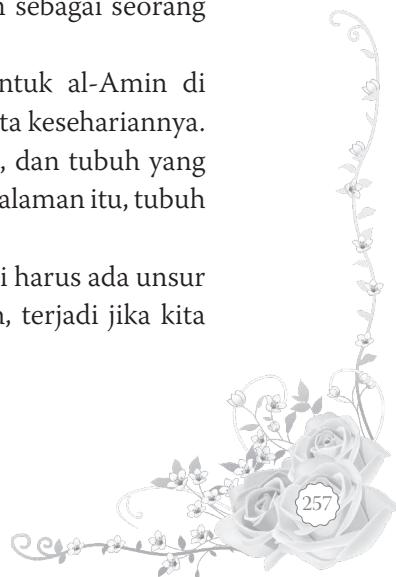 sebagai seorang
al-Amin di
ta kesehariannya.
, dan tubuh yang
alaman itu, tubuh
i harus ada unsur
, terjadi jika kita
257